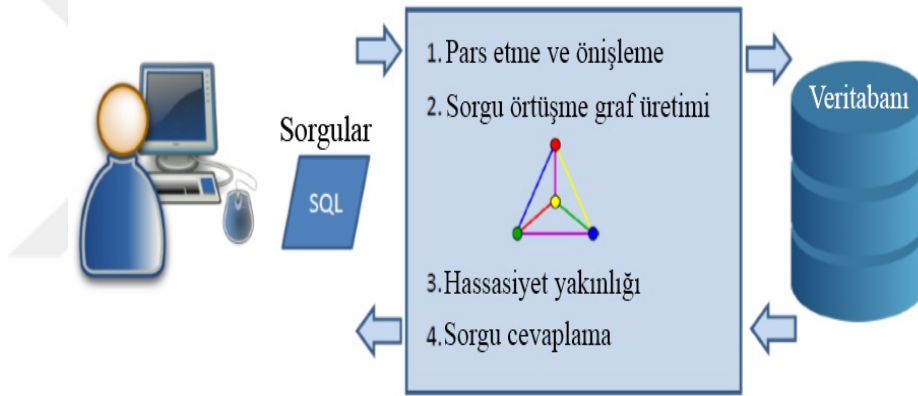 Sorgular
SQL
1. Pars etme ve önişleme
2. Sorgu örtüşme graf üretimi
3. Hassasiyet yakınlığı
4. Sorgu cevaplama
Veritabanı